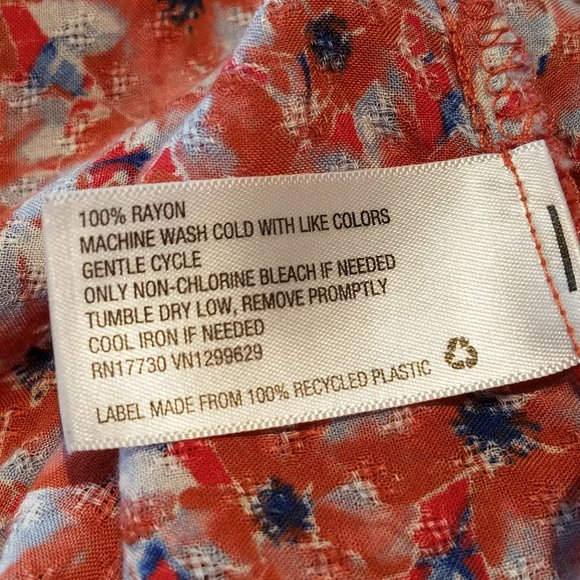 100% RAYON
MACHINE WASH COLD WITH LIKE COLORS
GENTLE CYCLE
ONLY NON-CHLORINE BLEACH IF NEEDED
TUMBLE DRY LOW, REMOVE PROMPTLY
COOL IRON IF NEEDED
RN17730 VN1299629
LABEL MADE FROM 100% RECYCLED PLASTIC